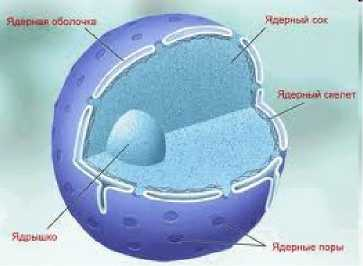 Ядерная оболочка
Ядерный сок
Ядерный скелет
Ядрышко
Ядерные поры